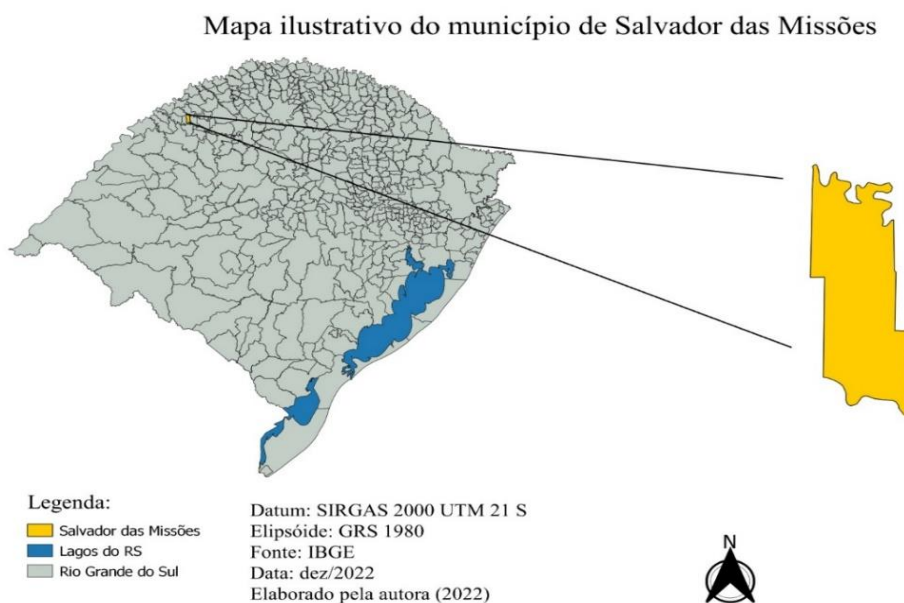 Mapa ilustrativo do município de Salvador das Missões
Legenda:
Salvador das Missões
Lagos do RS
Rio Grande do Sul
Datum: SIRGAS 2000 UTM 21 S
Elipsóide: GRS 1980
Fonte: IBGE
Data: dez/2022
Elaborado pela autora (2022)
N